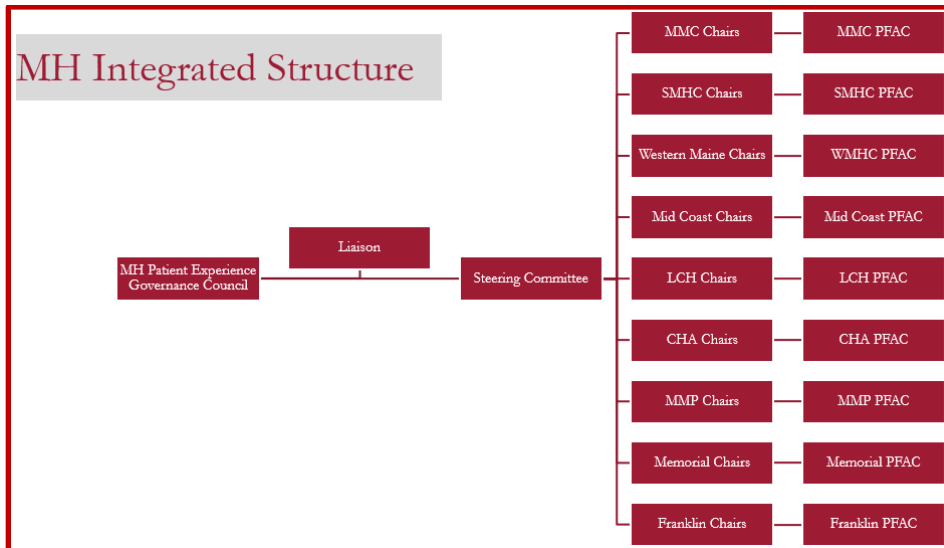 MH Integrated Structure
MH Patient Experience
Governance Council
Liaison
Steering Committee
MMC Chairs
MMC PFAC
SMHC Chairs
SMHC PFAC
Western Maine Chairs
WMHC PFAC
Mid Coast Chairs
Mid Coast PFAC
LCH Chairs
LCH PFAC
CHA Chairs
CHA PFAC
MMP Chairs
MMP PFAC
Memorial Chairs
Memorial PFAC
Franklin Chairs
Franklin PFAC